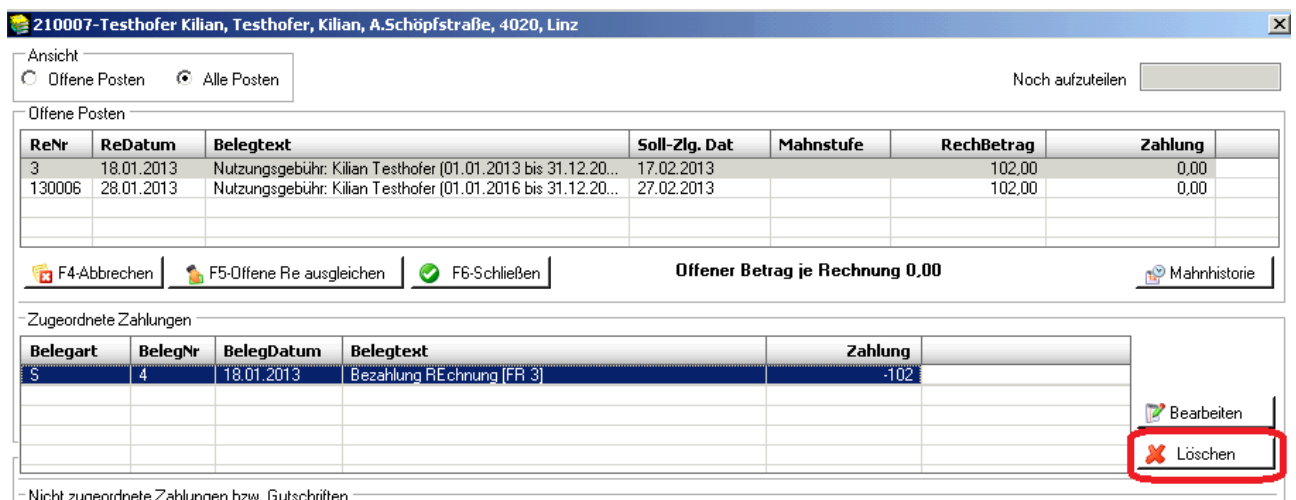 210007-Testhofer Kilian, Testhofer, Kilian, A.Schöpfstraße, 4020, Linz
Ansicht
Offene Posten Alle Posten Noch aufzuteilen
Offene Posten
ReNr ReDatum Belegtext Soll-Zlg. Dat Mahnstufe RechBetrag Zahlung
3 18.01.2013 Nutzungsgebühr: Kilian Testhofer (01.01.2013 bis 31.12.20... 17.02.2013 102,00 0,00
130006 28.01.2013 Nutzungsgebühr: Kilian Testhofer (01.01.2016 bis 31.12.20... 27.02.2013 102,00 0,00
F4-Abbrechen F5-Offene Re ausgleichen F6-Schließen Offener Betrag je Rechnung 0,00 Mahnhistorie
Zugeordnete Zahlungen
Belegart BelegNr BelegDatum Belegtext Zahlung
S 4 18.01.2013 Bezahlung REchnung [FR 3] -102
Bearbeiten
Löschen
Nicht zugeordnete Zahlungen bzw. Gutschriften